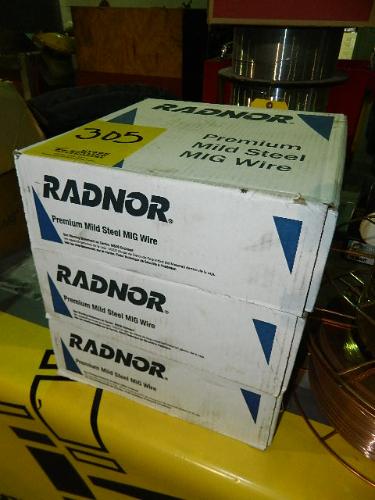 RADNOR
Premium
Mild Steel
MIG Wire
305
RADNOR®
Premium Mild Steel MIG Wire
RADNOR®
Premium Mild Steel MIG Wire
RADNOR®
Premium Mild Steel MIG Wire